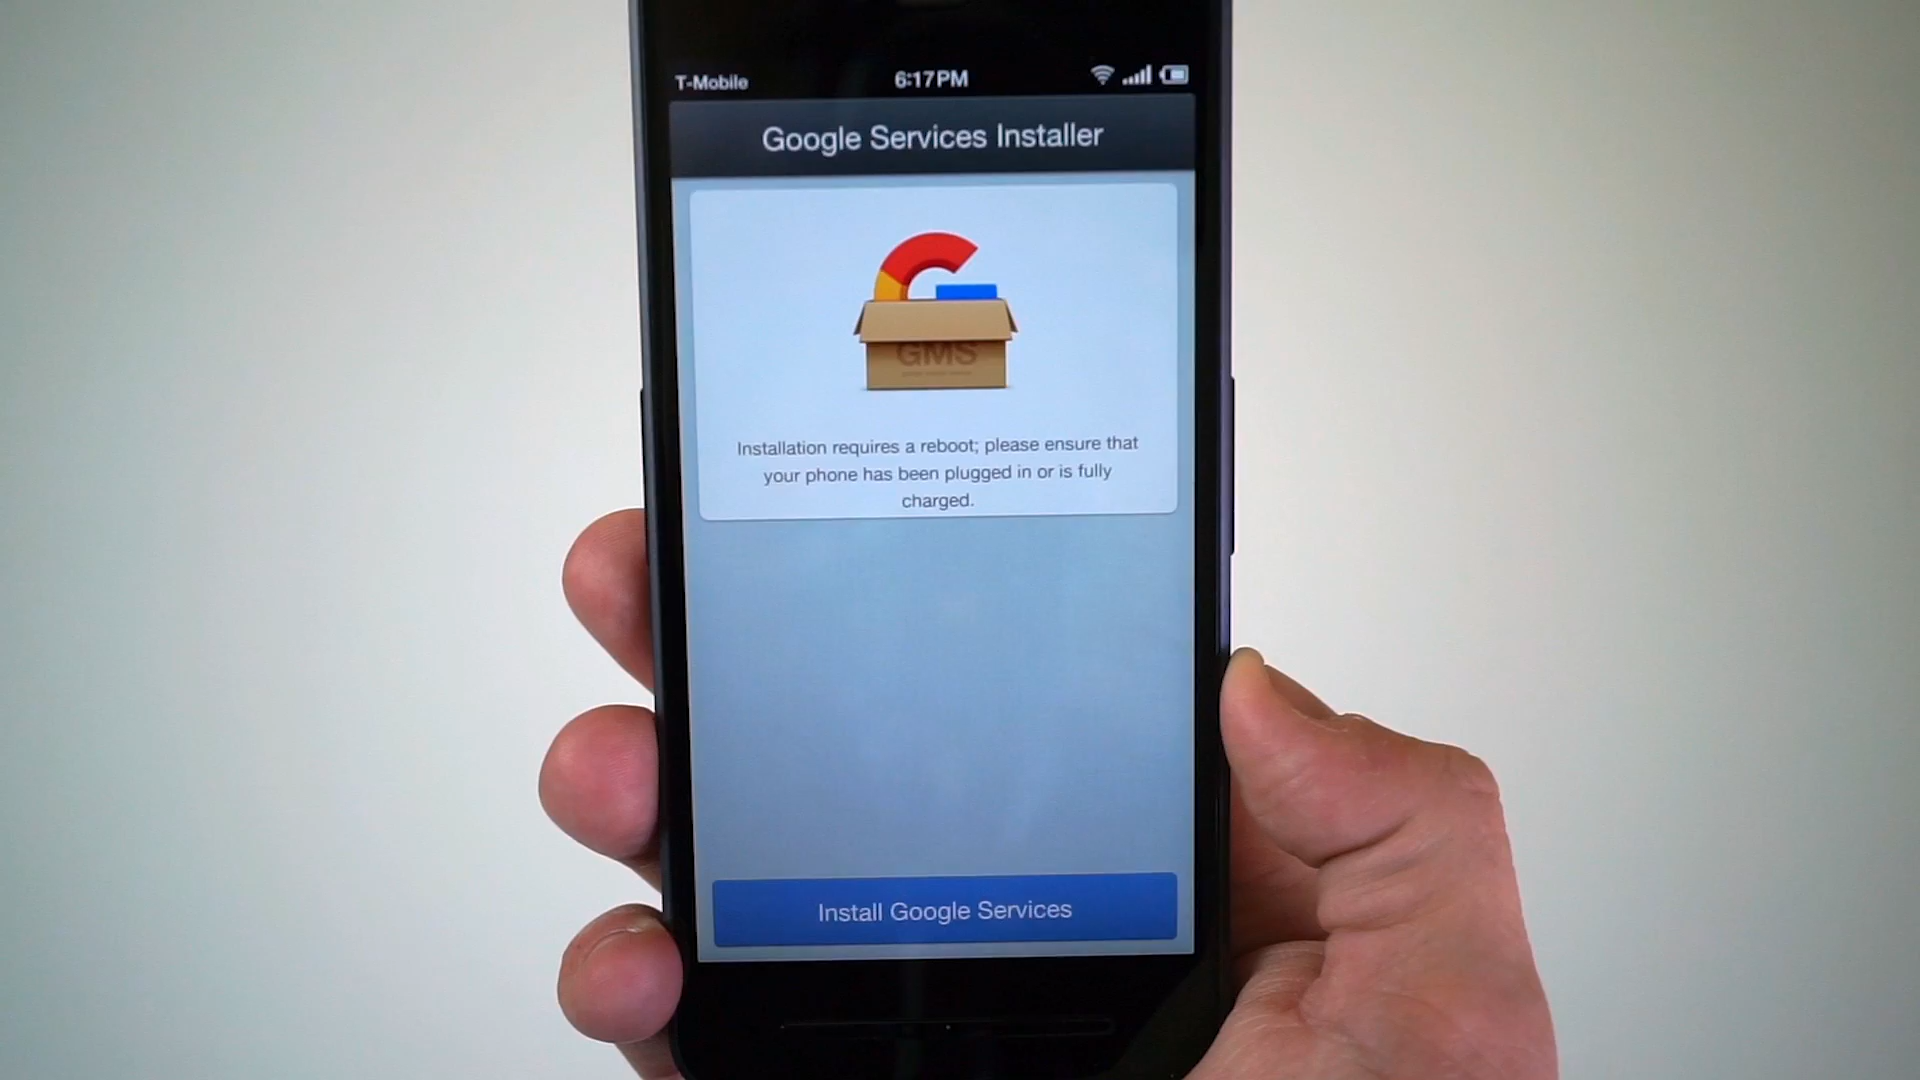 T-Mobile 6:17PM
Google Services Installer
GMS
Installation requires a reboot; please ensure that
your phone has been plugged in or is fully
charged.
Install Google Services